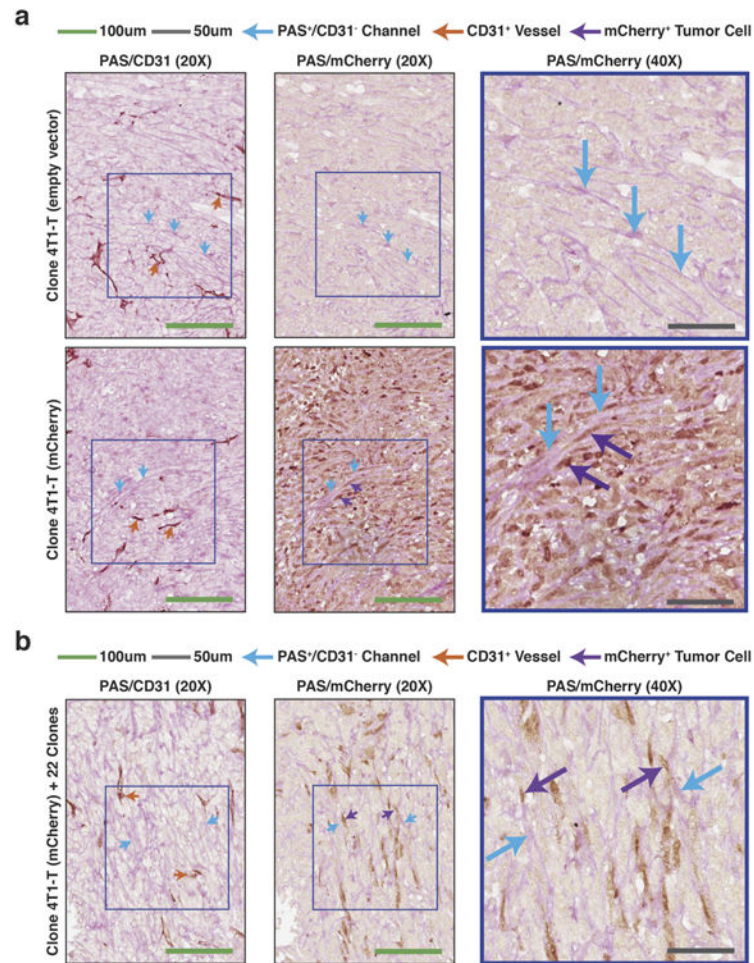 a
100um 50um PAS⁺/CD31⁻ Channel CD31⁺ Vessel mCherry⁺ Tumor Cell
PAS/CD31 (20X) PAS/mCherry (20X) PAS/mCherry (40X)
Clone 4T1-T (empty vector)
Clone 4T1-T (mCherry)
b
100um 50um PAS⁺/CD31⁻ Channel CD31⁺ Vessel mCherry⁺ Tumor Cell
PAS/CD31 (20X) PAS/mCherry (20X) PAS/mCherry (40X)
Clone 4T1-T (mCherry) + 22 Clones